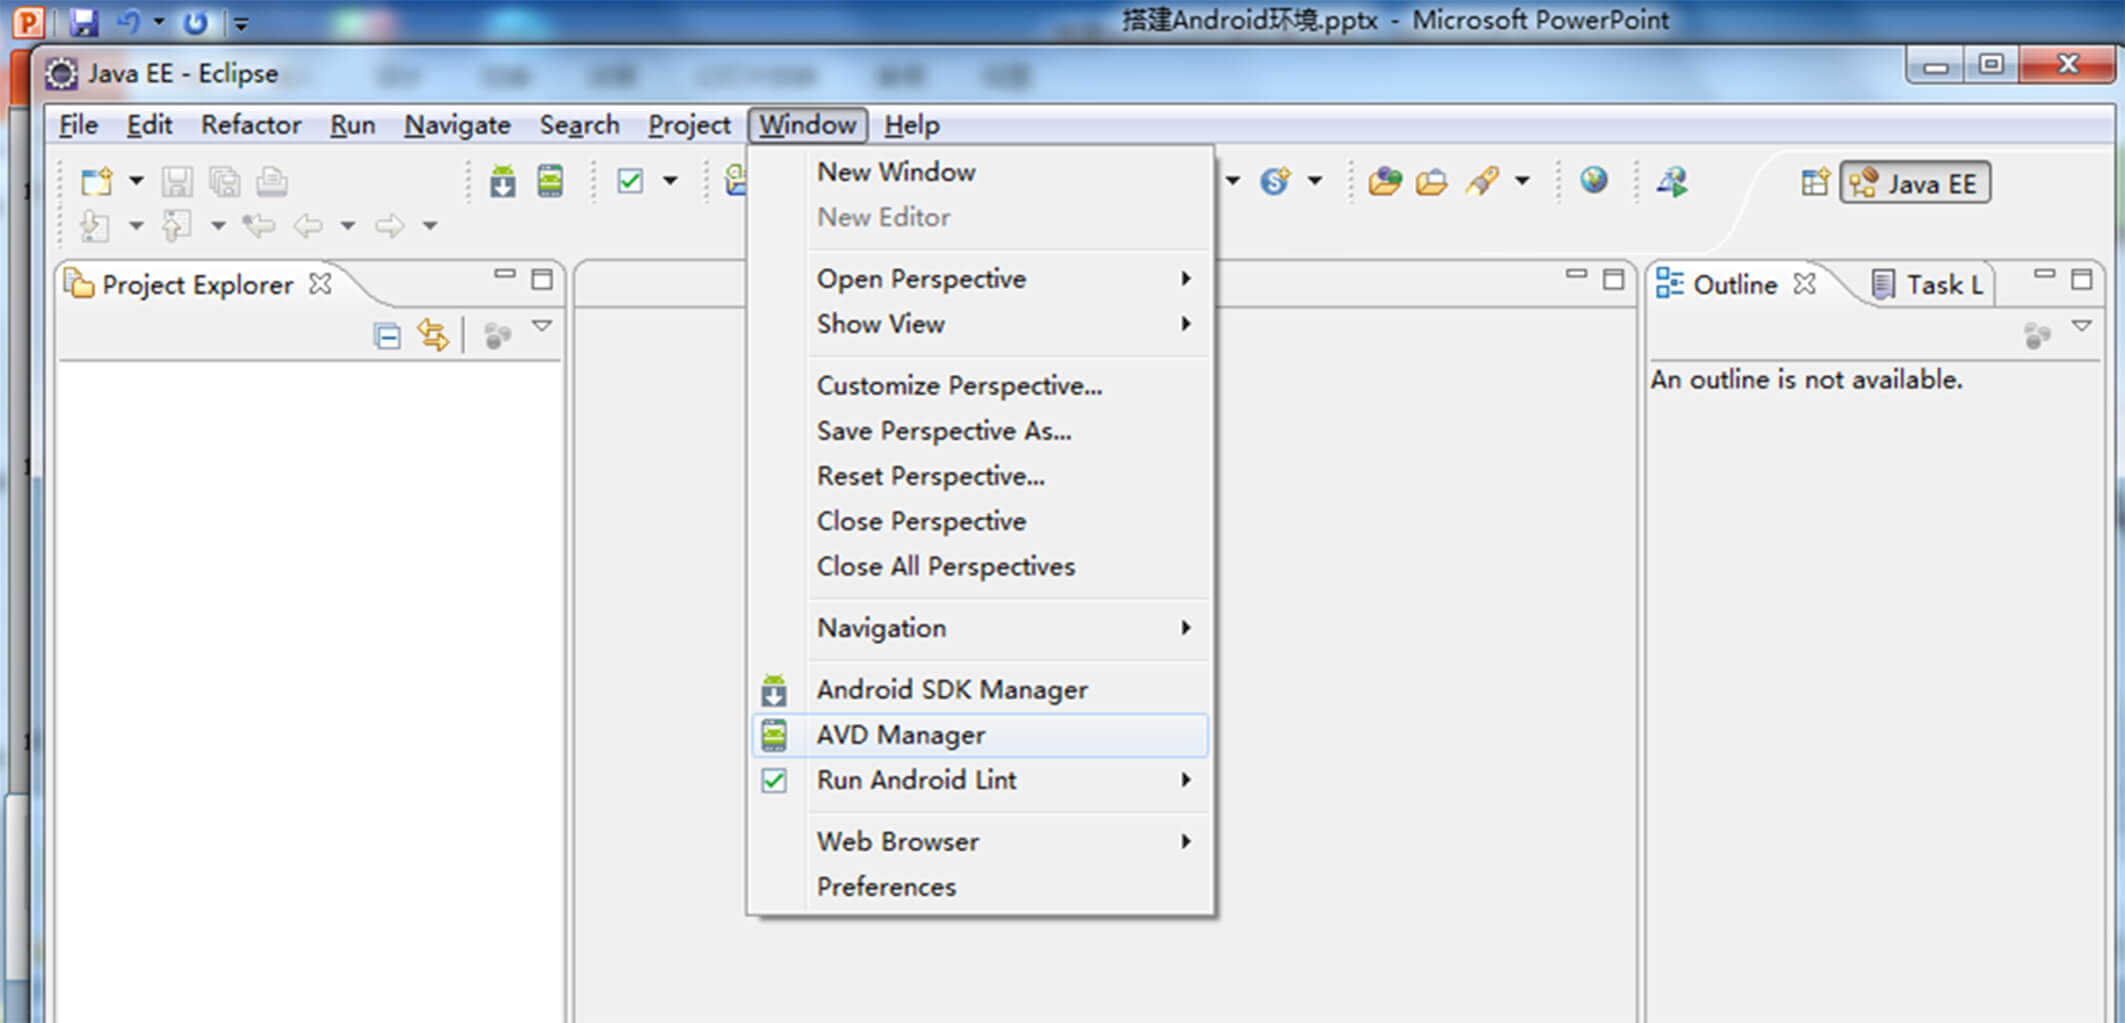 搭建Android环境.pptx - Microsoft PowerPoint
Java EE - Eclipse
File Edit Refactor Run Navigate Search Project Window Help
Java EE
Project Explorer
Outline
Task L
An outline is not available.
New Window
New Editor
Open Perspective
Show View
Customize Perspective...
Save Perspective As...
Reset Perspective...
Close Perspective
Close All Perspectives
Navigation
Android SDK Manager
AVD Manager
Run Android Lint
Web Browser
Preferences